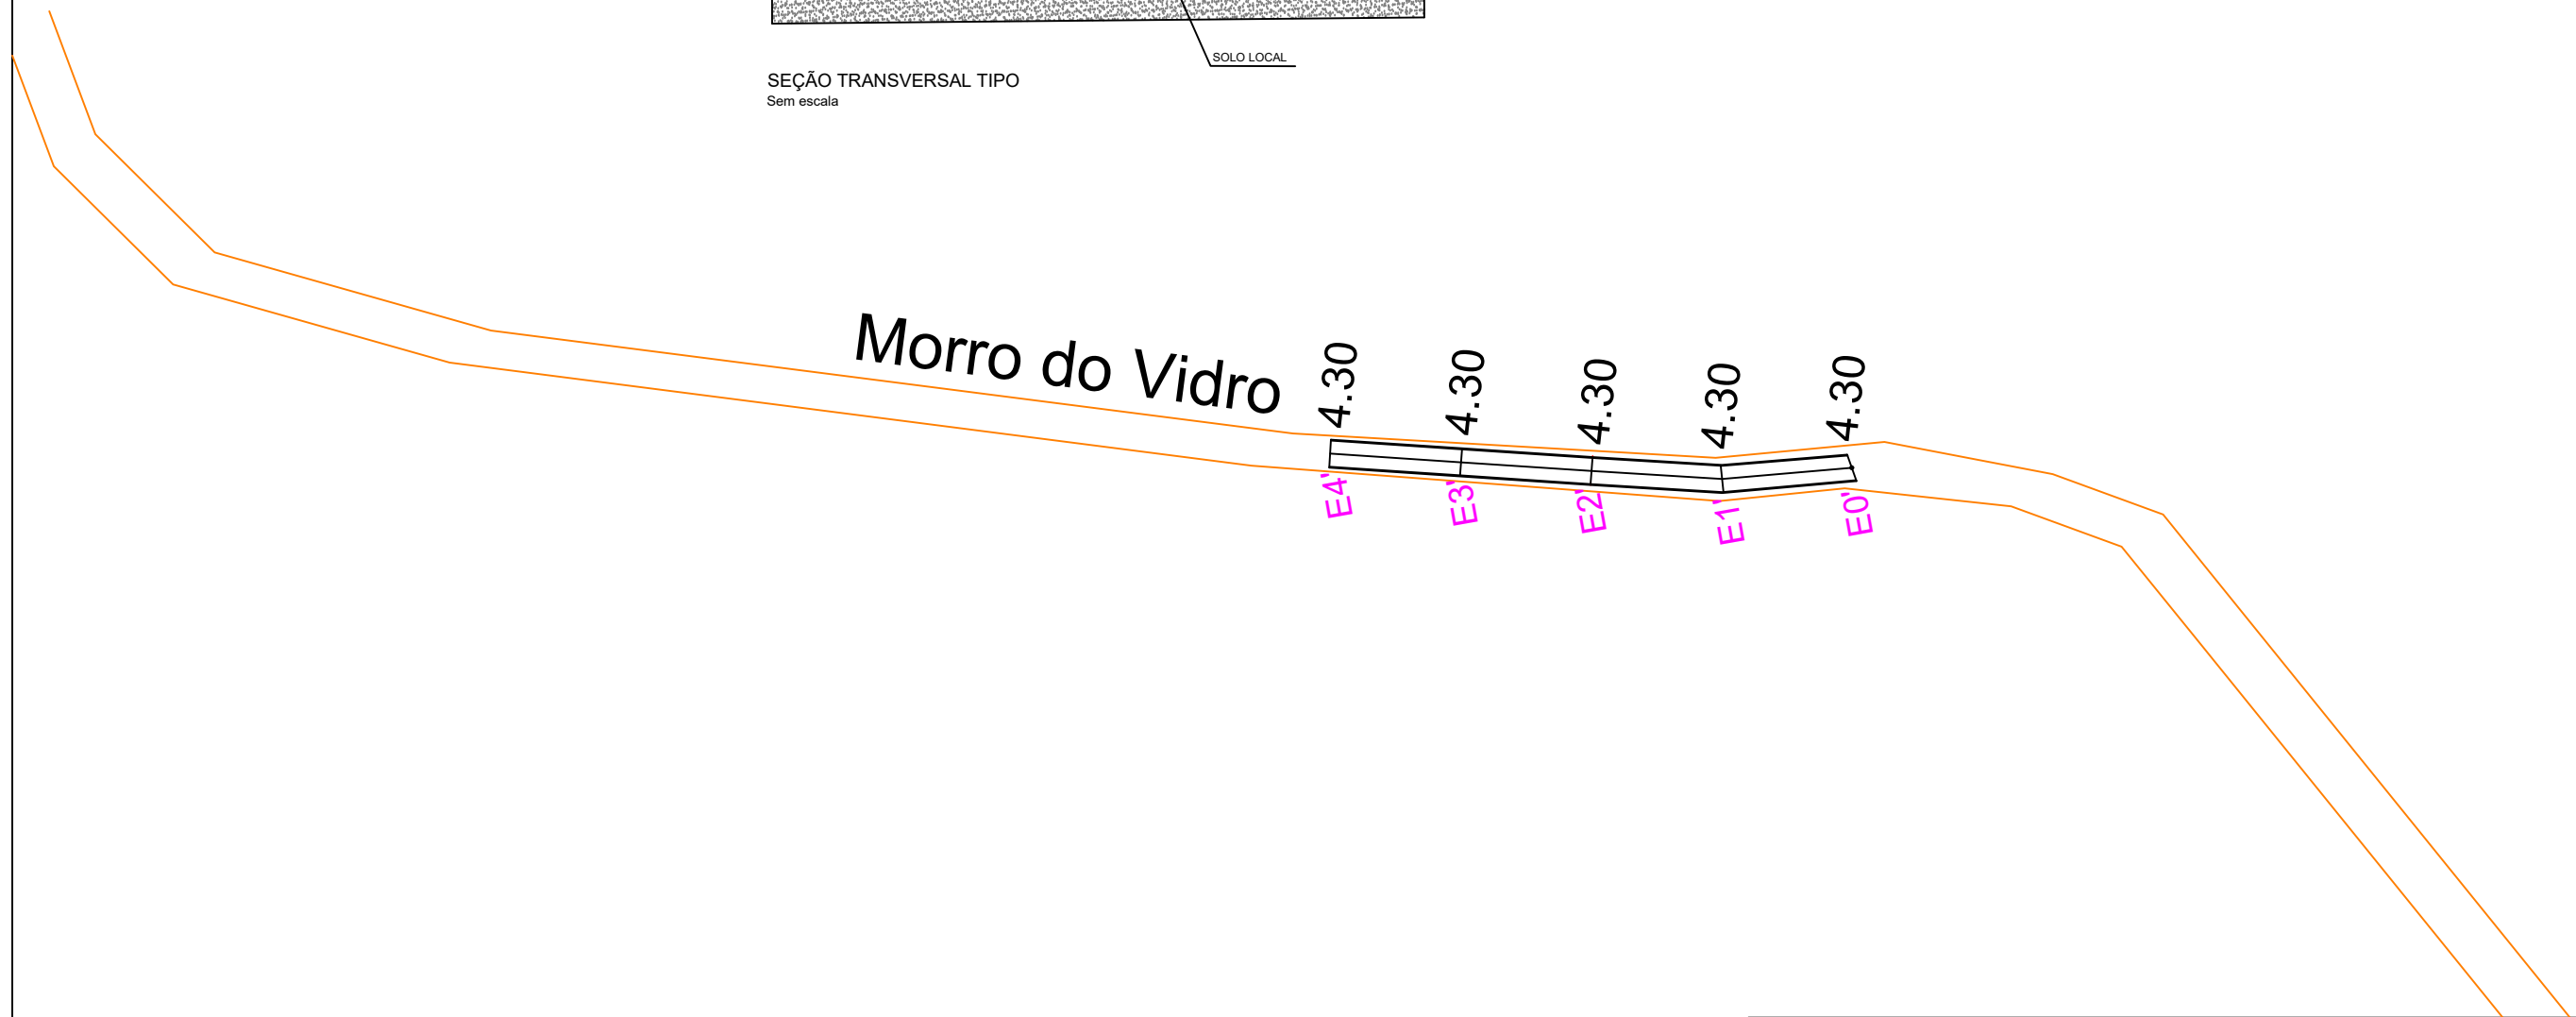 SOLO LOCAL
SEÇÃO TRANSVERSAL TIPO
Sem escala
Morro do Vidro
4.30
4.30
4.30
4.30
4.30
E4'
E3'
E2'
E1'
E0'